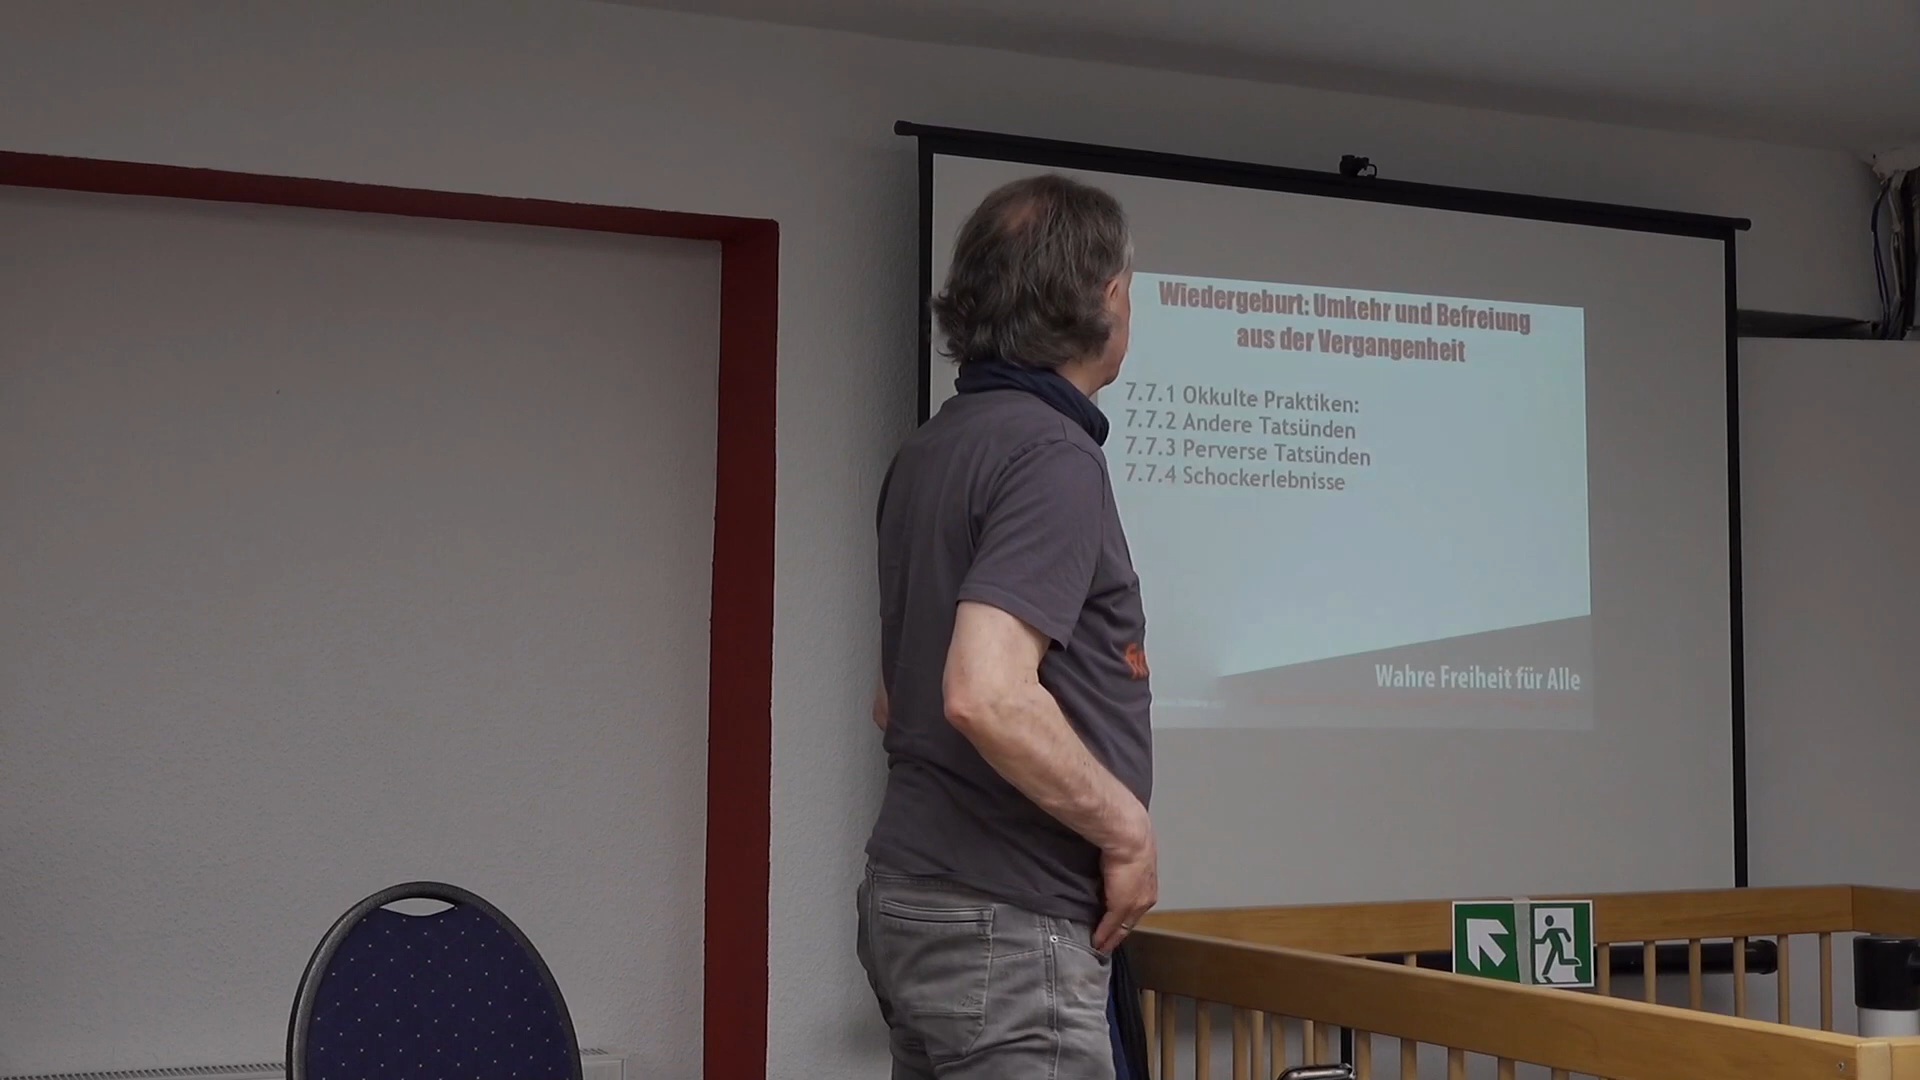 Wiedergeburt: Umkehr und Befreiung
aus der Vergangenheit
7.7.1 Okkulte Praktiken:
7.7.2 Andere Tatsünden
7.7.3 Perverse Tatsünden
7.7.4 Schockerlebnisse
Wahre Freiheit für Alle